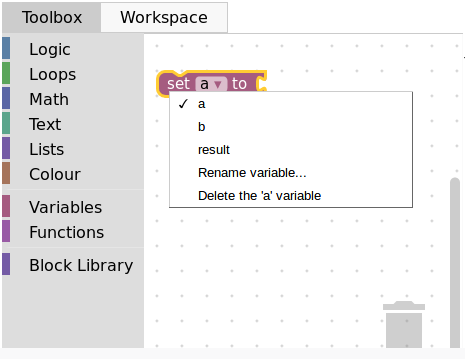 Toolbox
Workspace
Logic
Loops
Math
Text
Lists
Colour
Variables
Functions
Block Library
set a ▾ to
✓ a
b
result
Rename variable...
Delete the 'a' variable